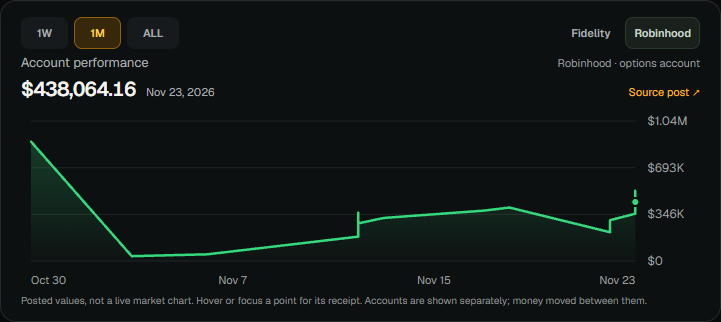 1W 1M ALL Fidelity Robinhood
Account performance Robinhood · options account
$438,064.16 Nov 23, 2026 Source post ↗
$1.04M
$693K
$346K
$0
Oct 30 Nov 7 Nov 15 Nov 23
Posted values, not a live market chart. Hover or focus a point for its receipt. Accounts are shown separately; money moved between them.